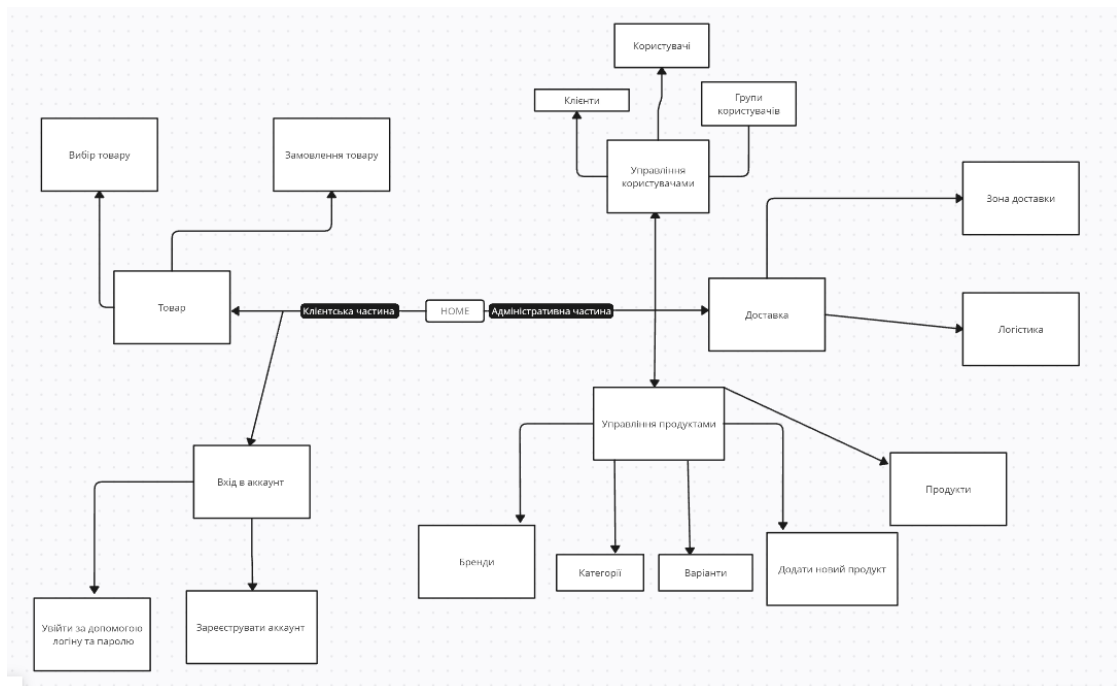 Користувачі
Клієнти
Групи
користувачів
Вибір товару
Замовлення товару
Управління
користувачами
Зона доставки
Товар
Клієнтська частина
HOME
Адміністративна частина
Доставка
Логістика
Управління продуктами
Вхід в аккаунт
Продукти
Бренди
Категорії
Варіанти
Додати новий продукт
Увійти за допомогою
логіну та паролю
Зареєструвати аккаунт